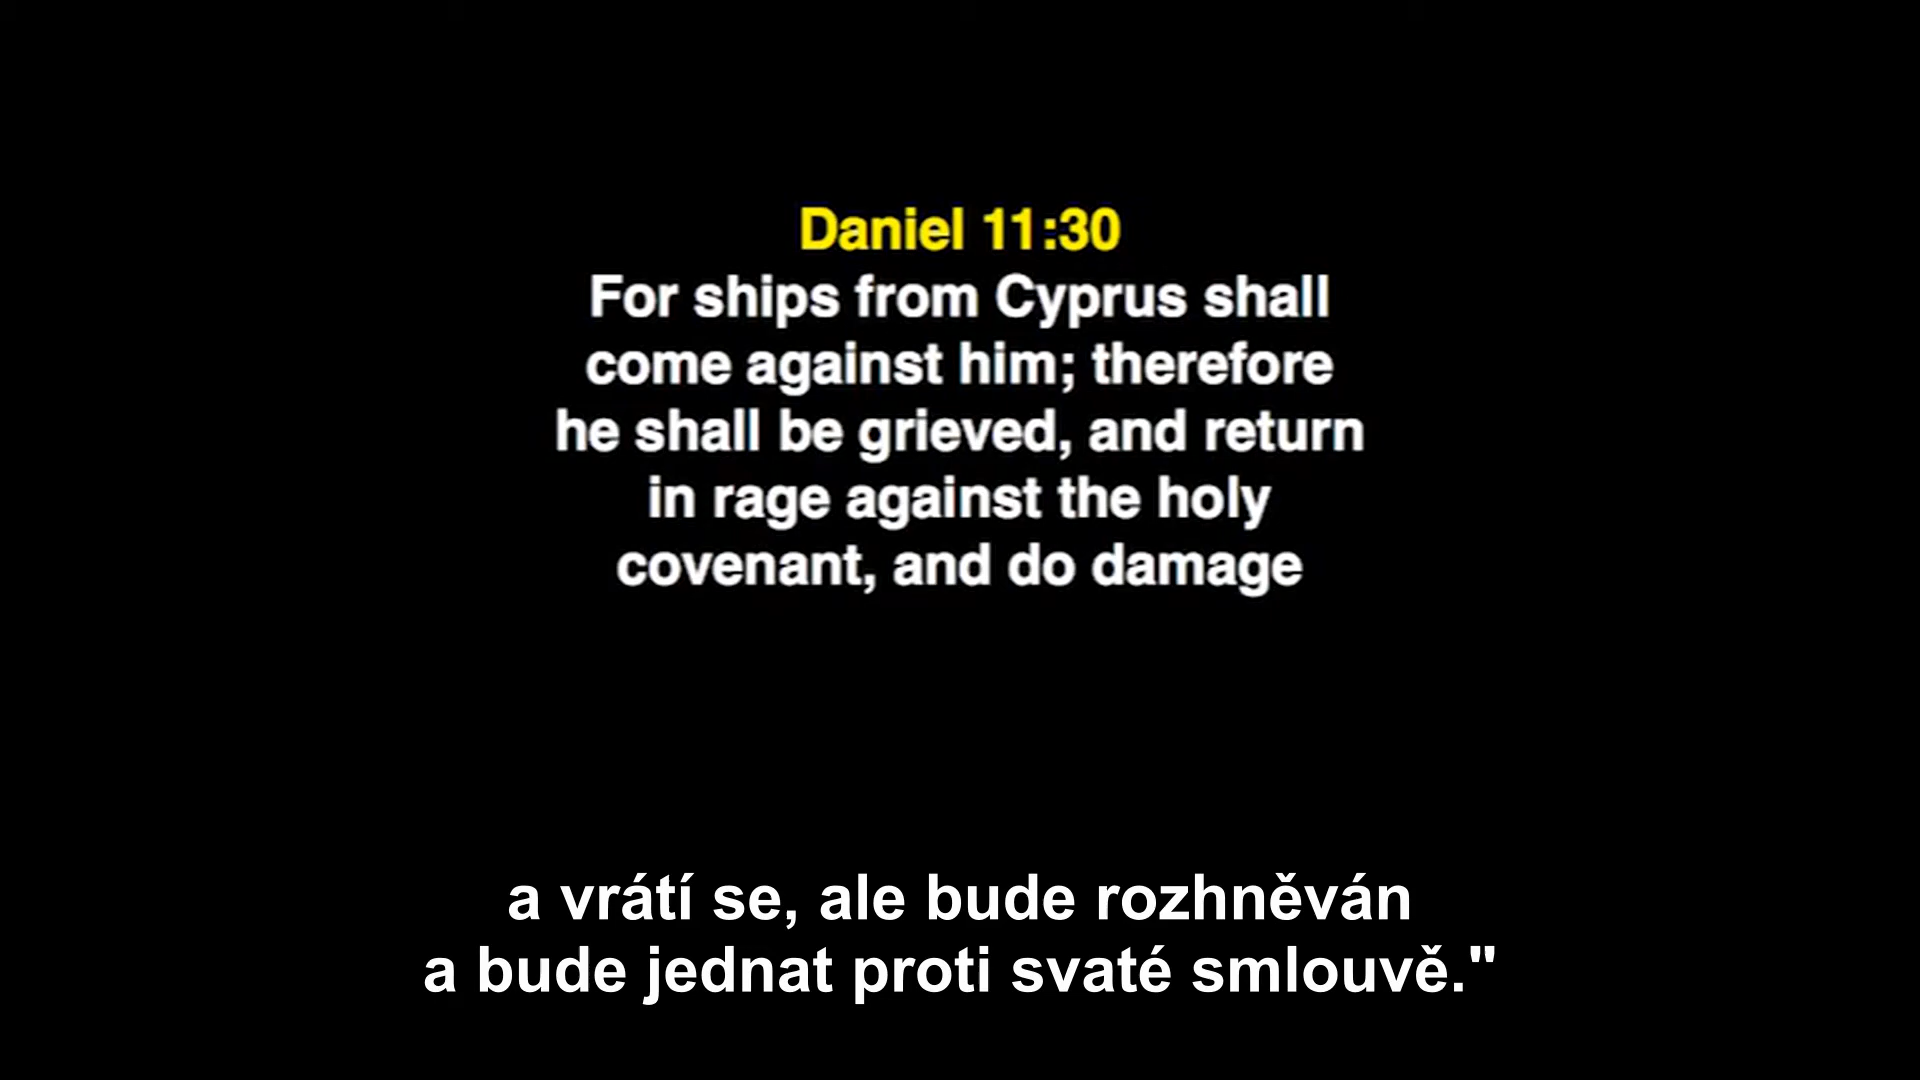 Daniel 11:30
For ships from Cyprus shall
come against him; therefore
he shall be grieved, and return
in rage against the holy
covenant, and do damage
a vrátí se, ale bude rozhněván
a bude jednat proti svaté smlouvě."